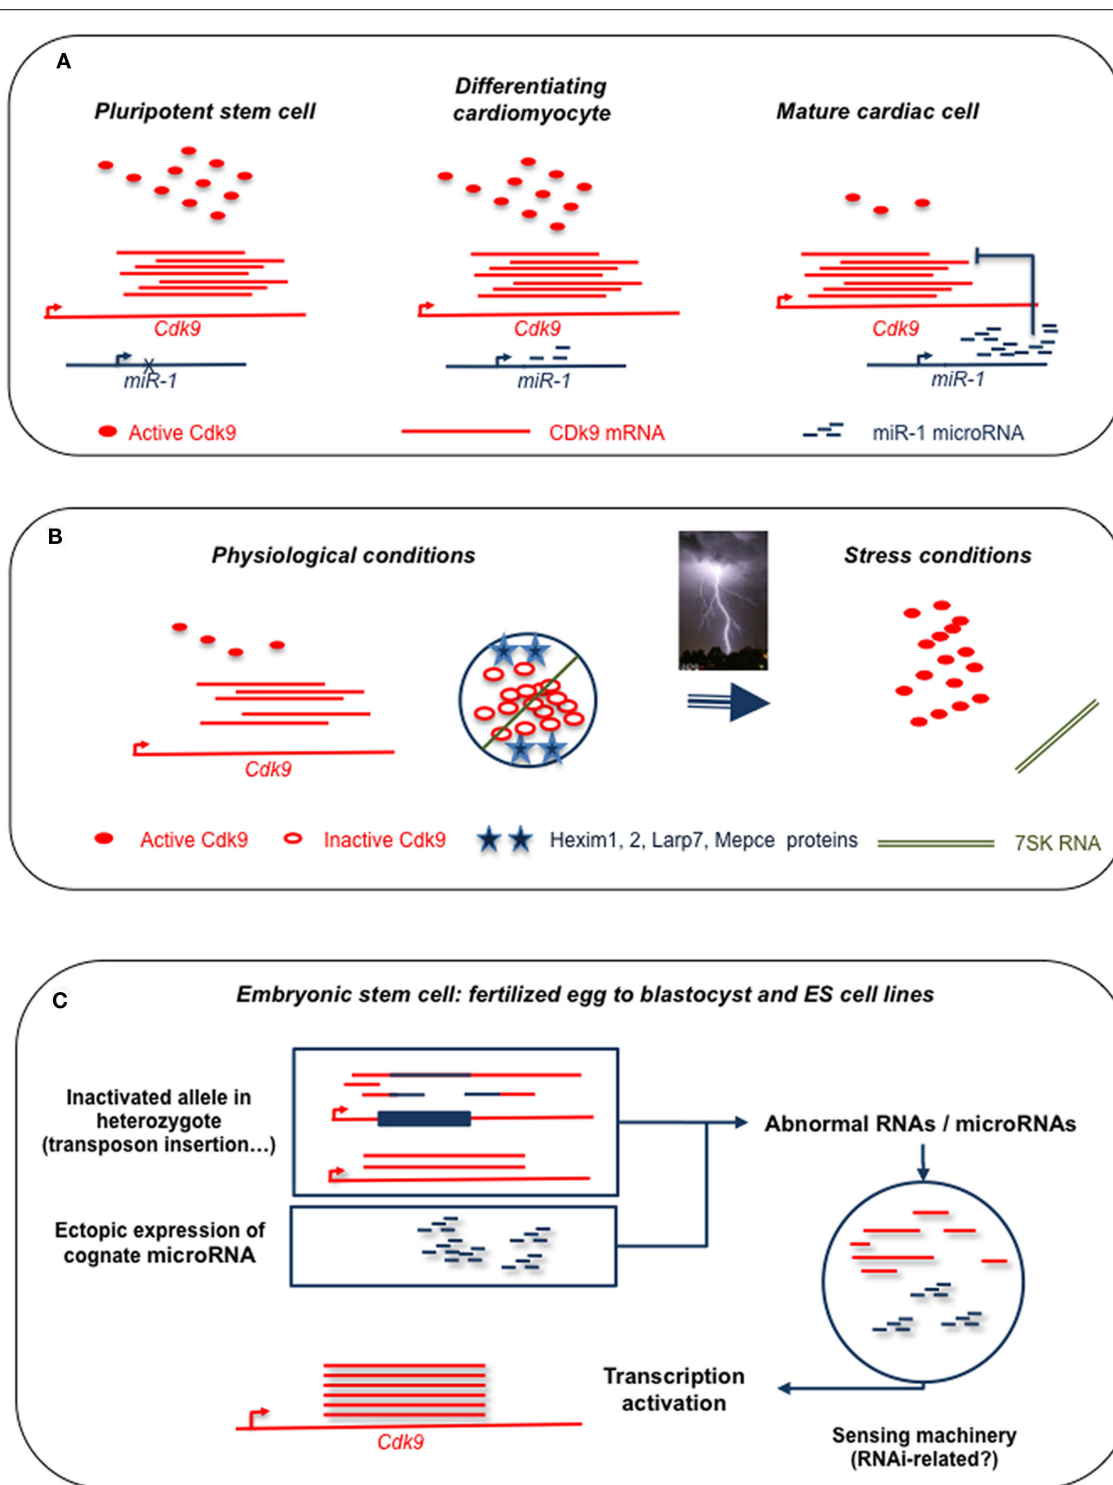 A
Pluripotent stem cell
Differentiating
cardiomyocyte
Mature cardiac cell
Cdk9
Cdk9
Cdk9
X
miR-1
miR-1
miR-1
Active Cdk9
CDk9 mRNA
miR-1 microRNA
B
Physiological conditions
Stress conditions
Cdk9
Active Cdk9
Inactive Cdk9
Hexim1, 2, Larp7, Mepce proteins
7SK RNA
C
Embryonic stem cell: fertilized egg to blastocyst and ES cell lines
Inactivated allele in
heterozygote
(transposon insertion…)
Abnormal RNAs / microRNAs
Ectopic expression of
cognate microRNA
Transcription
activation
Cdk9
Sensing machinery
(RNAi-related?)